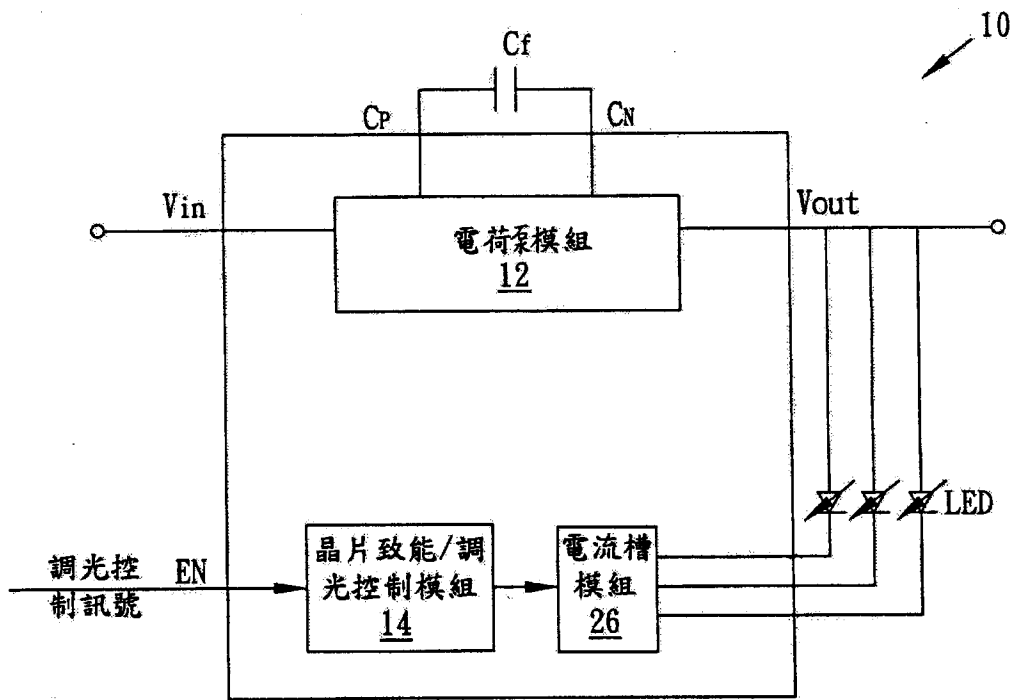 10
Cf
CP
CN
Vin
Vout
電荷泵模組
12
LED
調光控
制訊號
EN
晶片致能/調
光控制模組
14
電流槽
模組
26